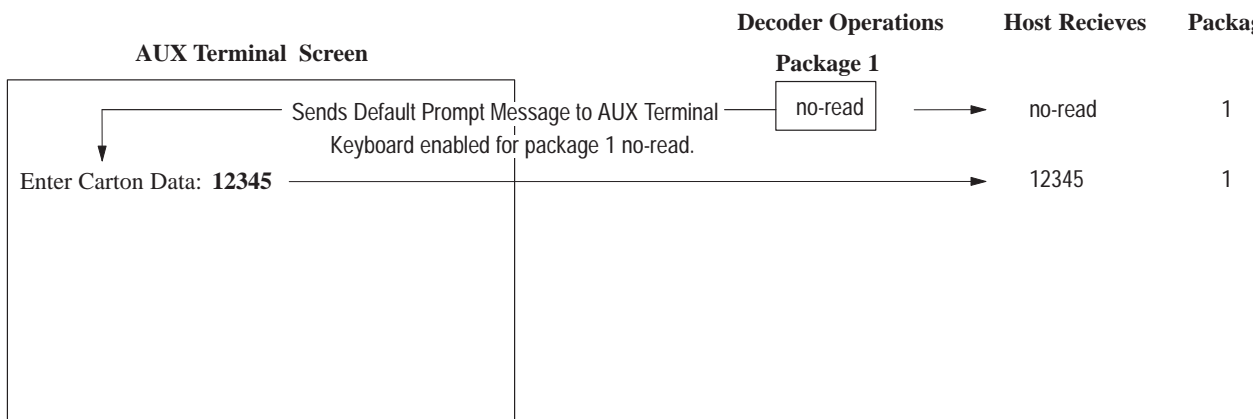 Decoder Operations Host Recieves Packag
AUX Terminal Screen
Package 1
Sends Default Prompt Message to AUX Terminal no-read no-read 1
Keyboard enabled for package 1 no-read.
Enter Carton Data: 12345 12345 1